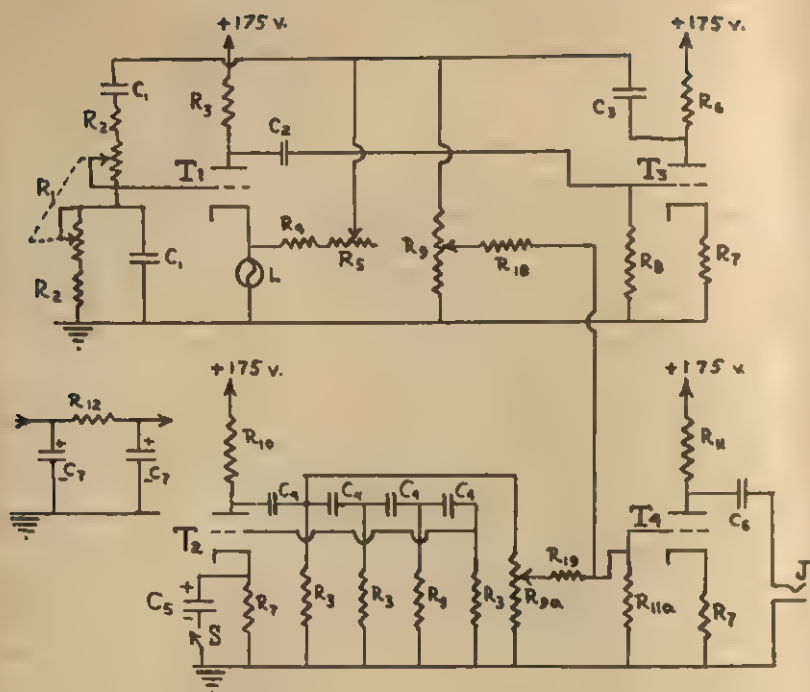 +175 v.
+175 v.
C1
R2
R3
C2
C3
R6
T1
T3
R1
R4
R5
R9
R18
R8
R7
C1
R2
L
+175 v.
+175 v.
R12
+
C7
-
+
C7
-
R10
R11
C4
C4
C4
C4
T2
T4
C6
R19
J
C5
+
-
S
R7
R3
R3
R9
R3
R9a
R11a
R7